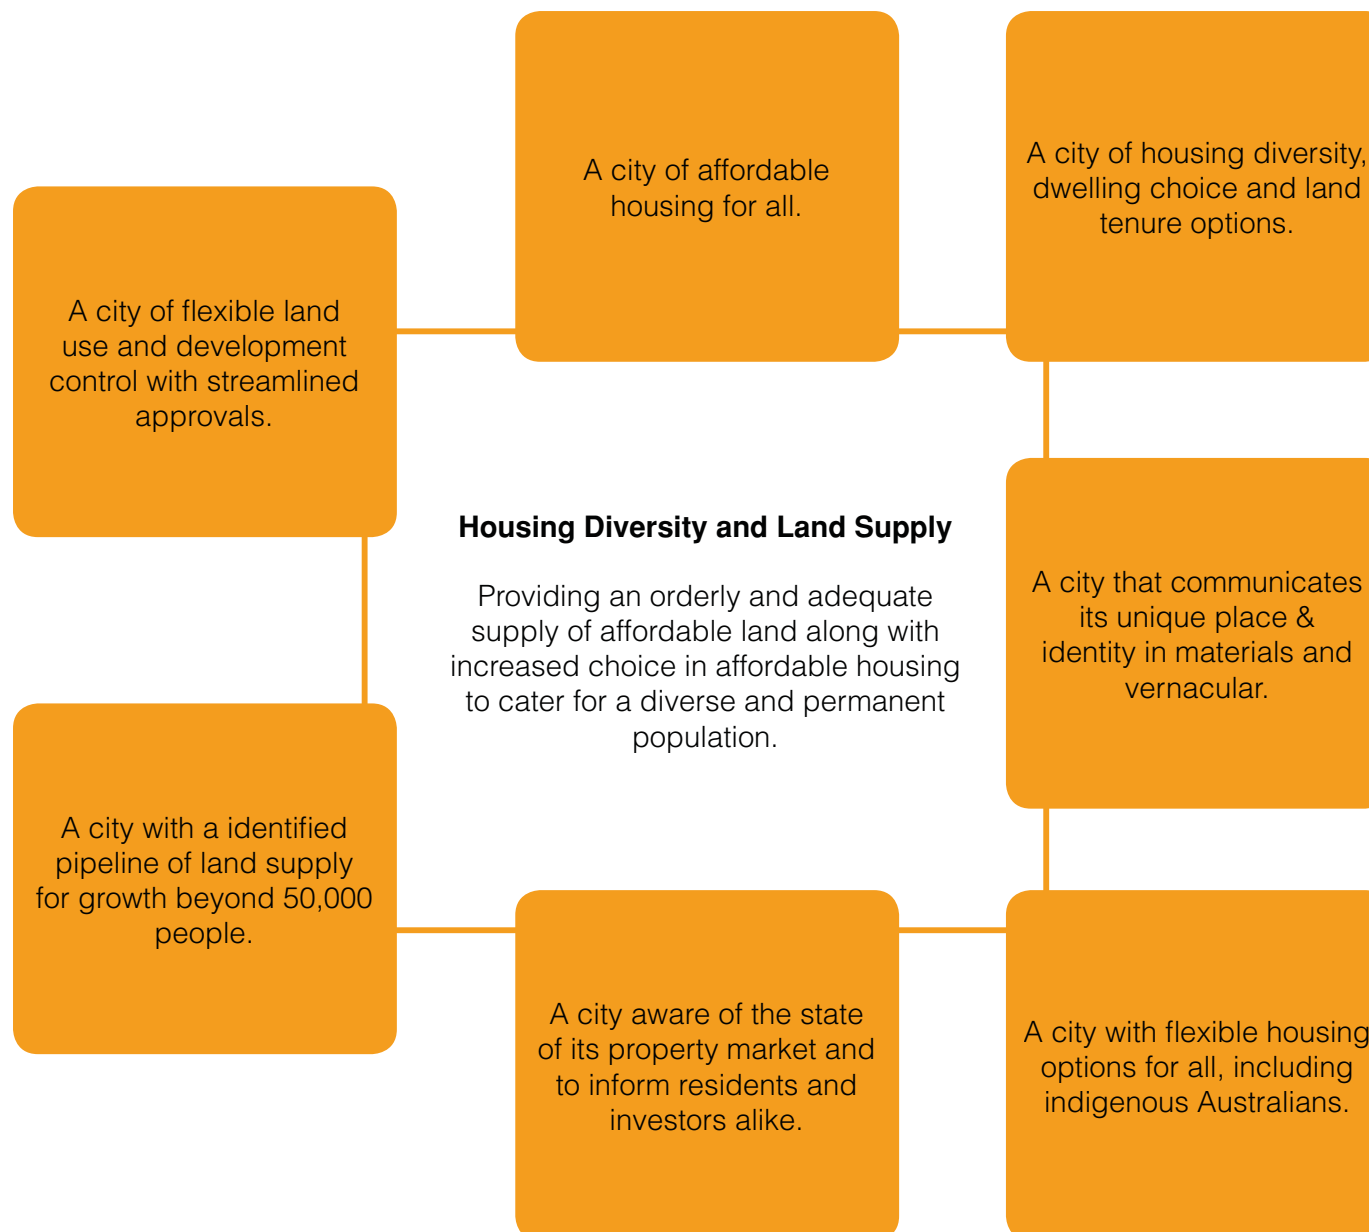 A city of affordable
housing for all.
A city of housing diversity,
dwelling choice and land
tenure options.
A city of flexible land
use and development
control with streamlined
approvals.
Housing Diversity and Land Supply
Providing an orderly and adequate
supply of affordable land along with
increased choice in affordable housing
to cater for a diverse and permanent
population.
A city that communicates
its unique place &
identity in materials and
vernacular.
A city with a identified
pipeline of land supply
for growth beyond 50,000
people.
A city aware of the state
of its property market and
to inform residents and
investors alike.
A city with flexible housing
options for all, including
indigenous Australians.